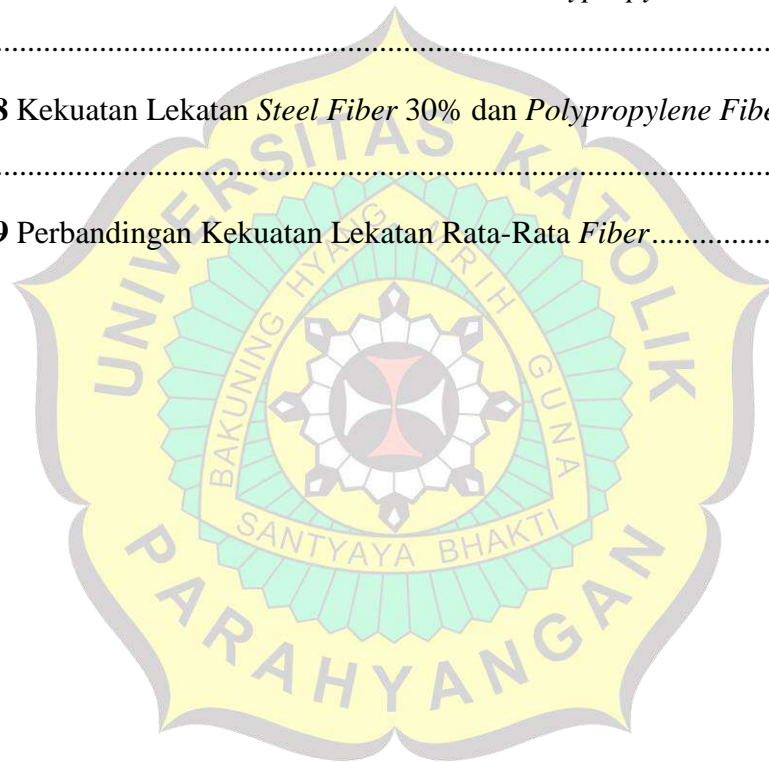 .......................................................................................................
8 Kekuatan Lekatan Steel Fiber 30% dan Polypropylene Fibe
.......................................................................................................
9 Perbandingan Kekuatan Lekatan Rata-Rata Fiber................
UNIVERSITAS KATOLIK
BAKUNING HYANG MRIH GUNA
SANTYAYA BHAKTI
PARAHYANGAN